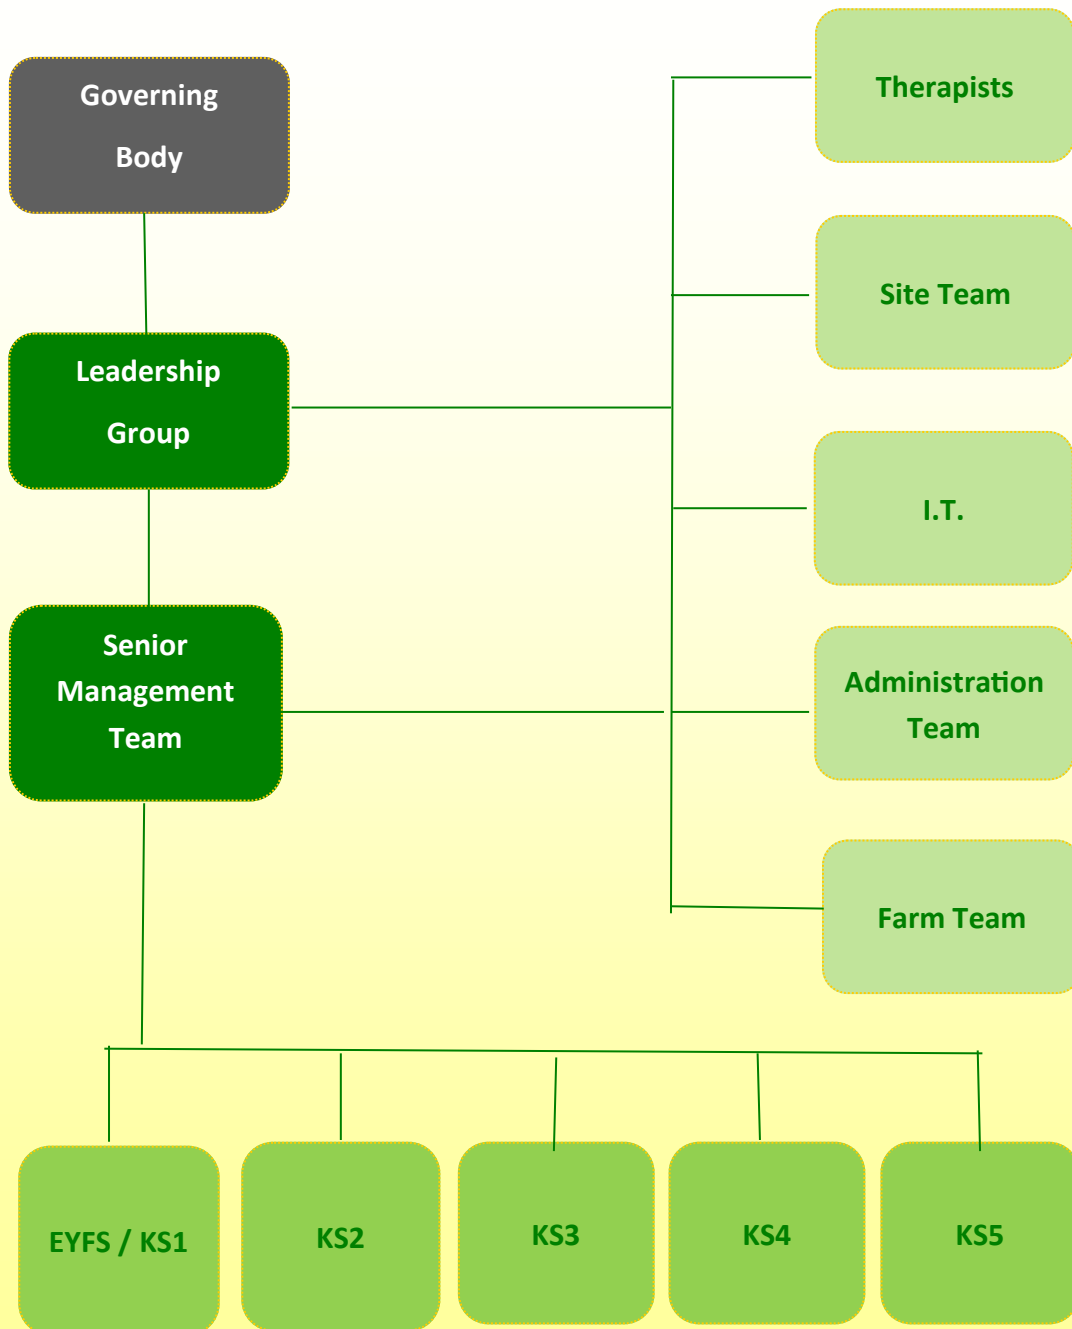 Governing
Body
Therapists
Site Team
Leadership
Group
I.T.
Senior
Management
Team
Administration
Team
Farm Team
EYFS / KS1
KS2
KS3
KS4
KS5